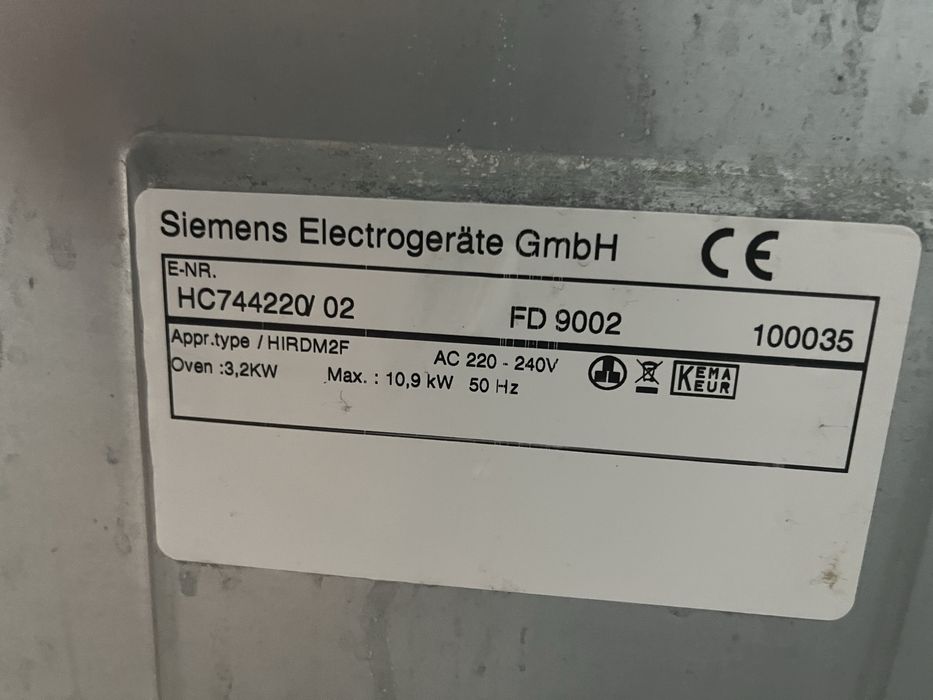 Siemens Electrogeräte GmbH CE
E-NR.
HC744220/ 02 FD 9002 100035
Appr.type / HIRDM2F AC 220 - 240V
Oven :3,2KW Max. : 10,9 kW 50 Hz
KEMA
EUR